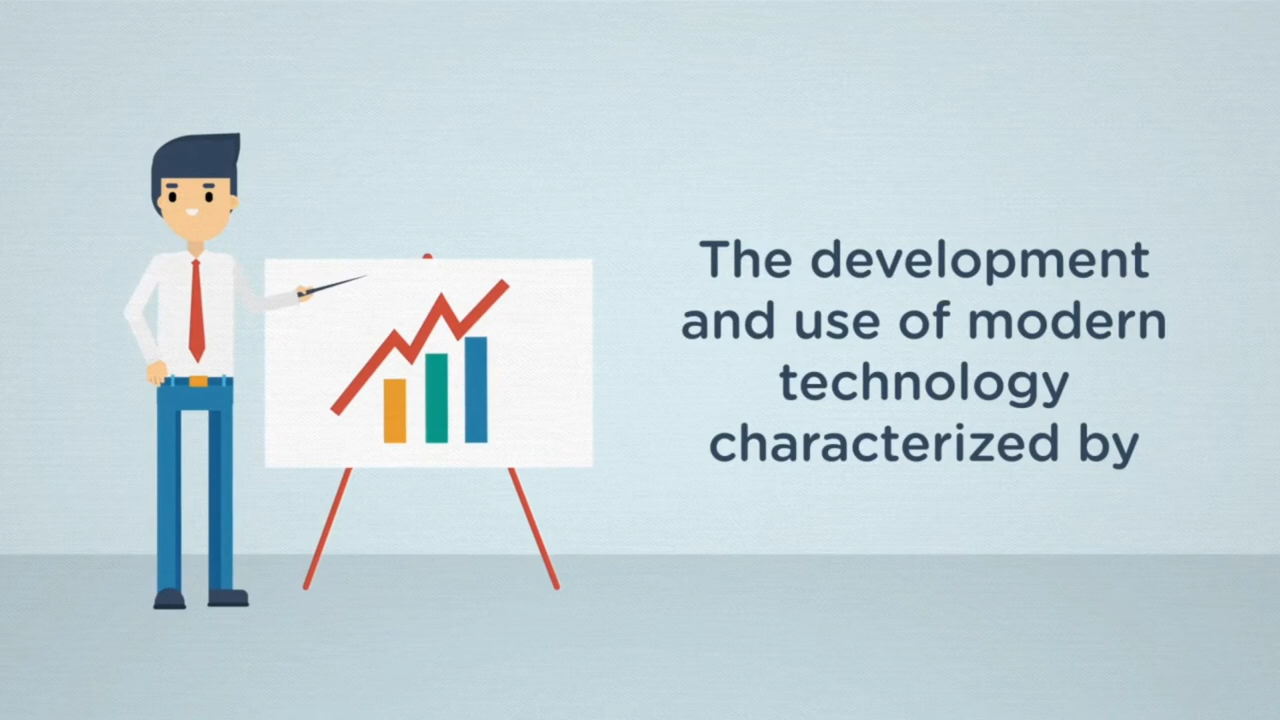 The development
and use of modern
technology
characterized by